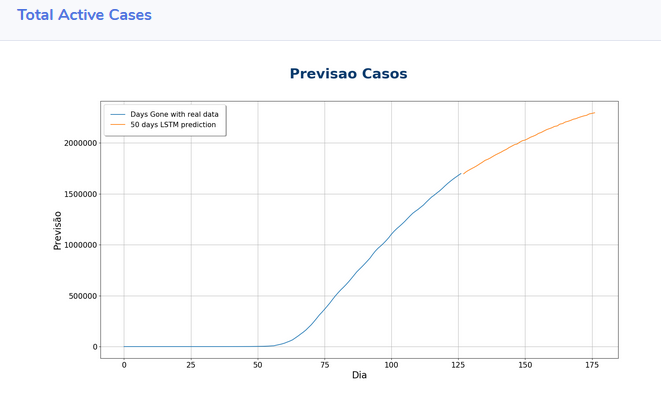 Total Active Cases
Previsao Casos
Days Gone with real data
50 days LSTM prediction
2000000
1500000
1000000
500000
0
Previsão
0 25 50 75 100 125 150 175
Dia